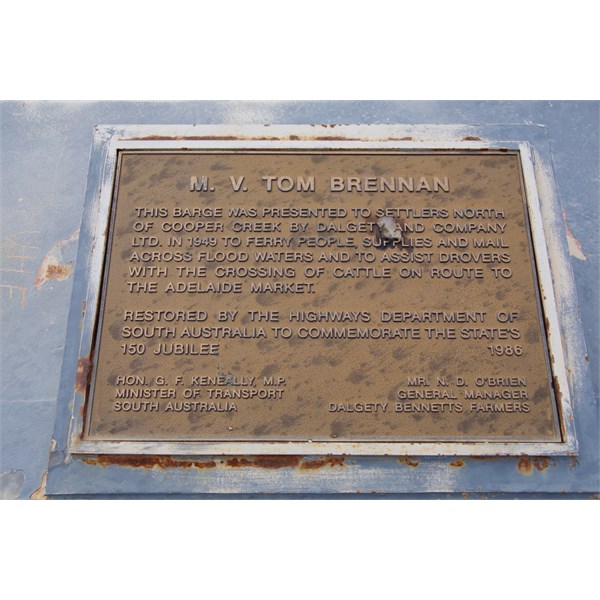 M. V. TOM BRENNAN
THIS BARGE WAS PRESENTED TO SETTLERS NORTH
OF COOPER CREEK BY DALGETY AND COMPANY
LTD. IN 1949 TO FERRY PEOPLE, SUPPLIES AND MAIL
ACROSS FLOOD WATERS AND TO ASSIST DROVERS
WITH THE CROSSING OF CATTLE ON ROUTE TO
THE ADELAIDE MARKET.
RESTORED BY THE HIGHWAYS DEPARTMENT OF
SOUTH AUSTRALIA TO COMMEMORATE THE STATE'S
150 JUBILEE 1986
HON. G. F. KENEALLY, M.P. MR. N. D. O'BRIEN
MINISTER OF TRANSPORT GENERAL MANAGER
SOUTH AUSTRALIA DALGETY BENNETTS FARMERS